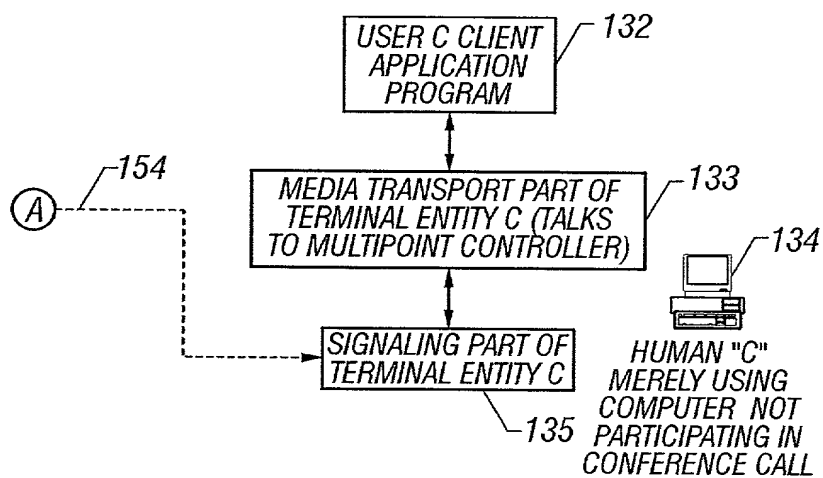 USER C CLIENT
APPLICATION
PROGRAM
132
154
A
MEDIA TRANSPORT PART OF
TERMINAL ENTITY C (TALKS
TO MULTIPOINT CONTROLLER)
133
134
SIGNALING PART OF
TERMINAL ENTITY C
135
HUMAN "C"
MERELY USING
COMPUTER NOT
PARTICIPATING IN
CONFERENCE CALL